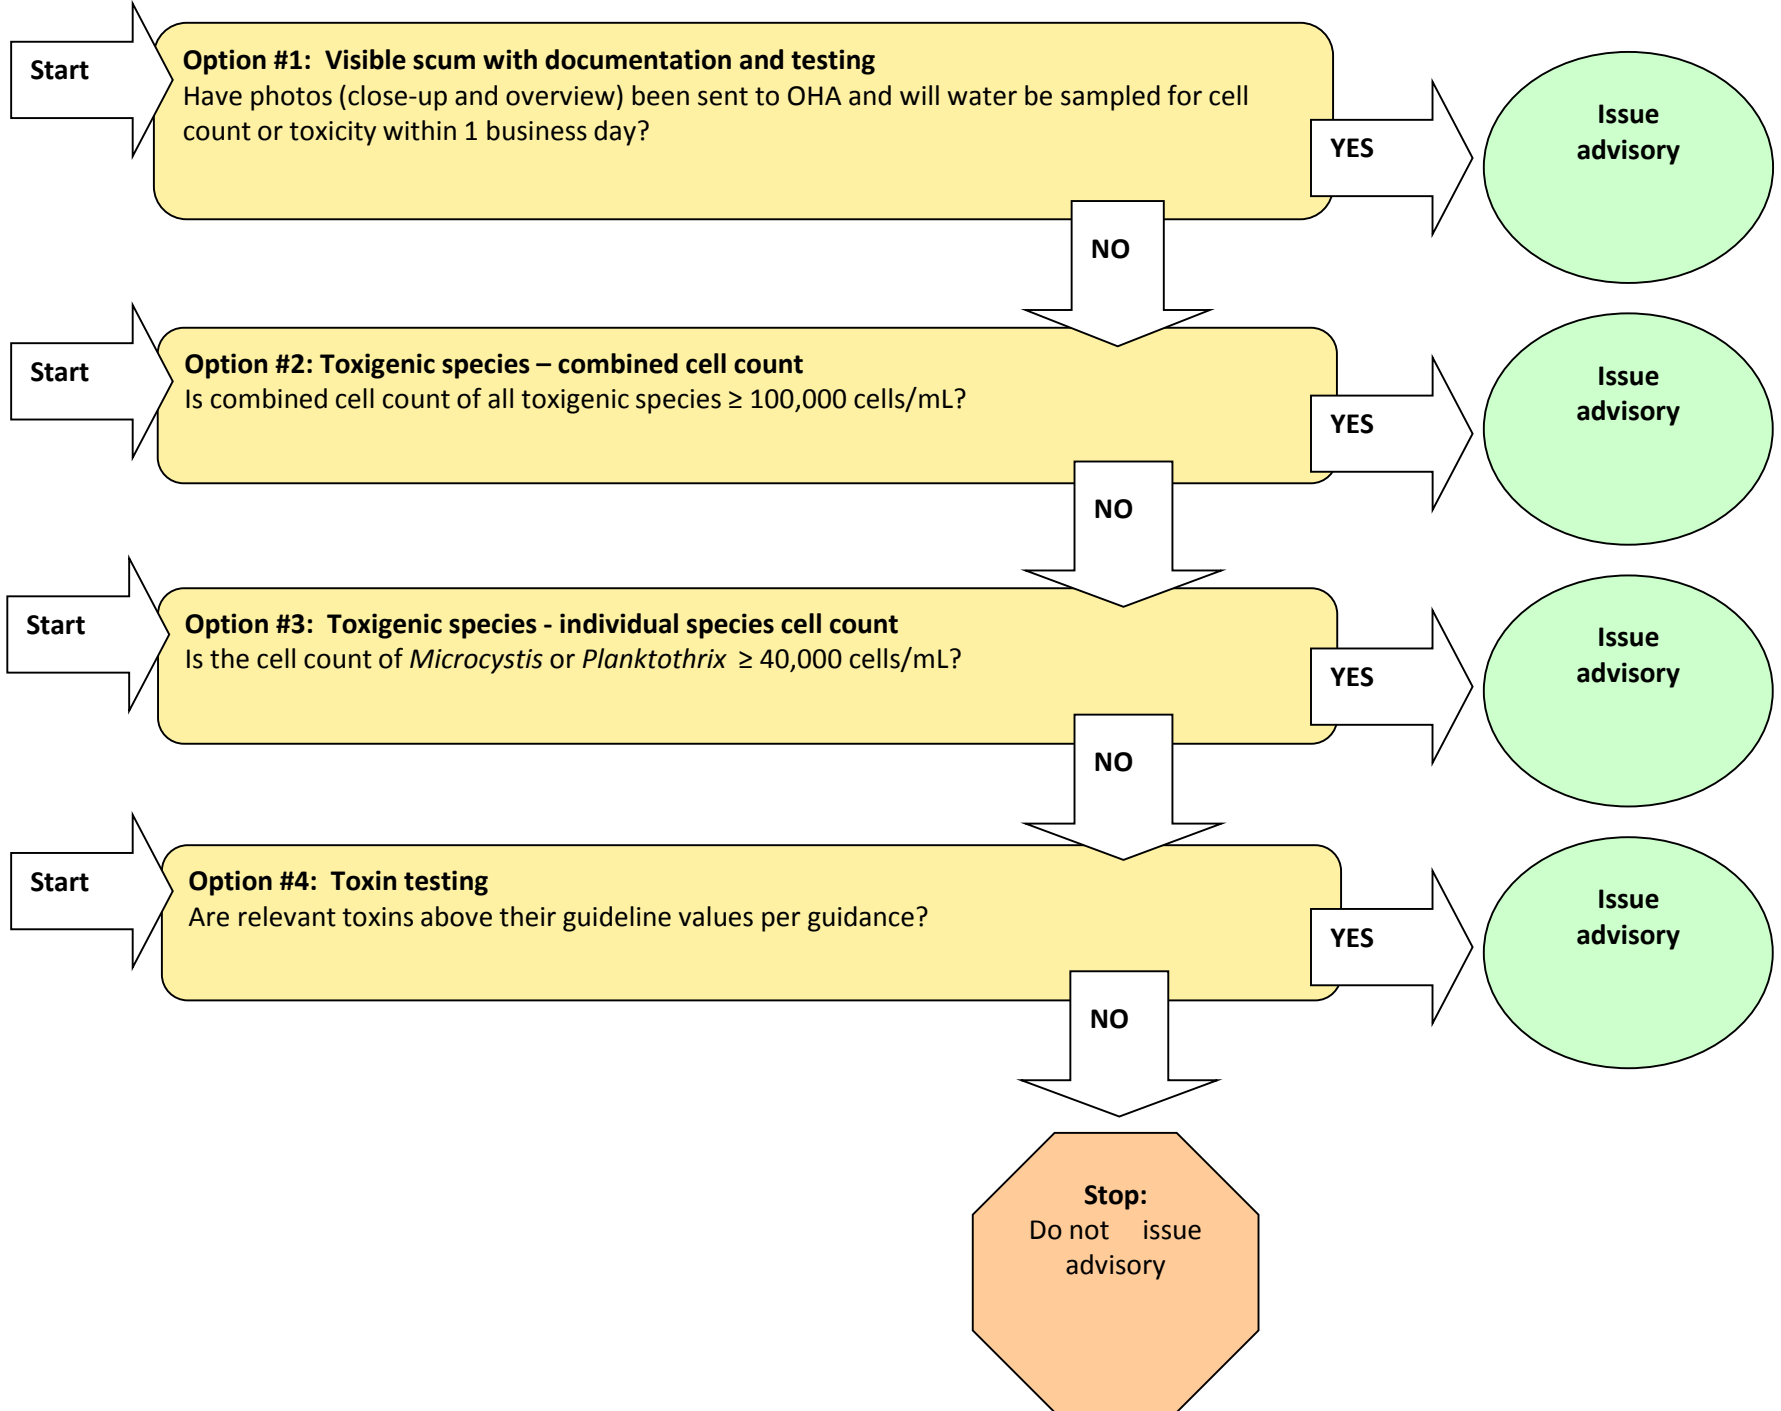 Start
Option #1:  Visible scum with documentation and testing
Have photos (close-up and overview) been sent to OHA and will water be sampled for cell
count or toxicity within 1 business day?
YES
Issue
advisory
NO
Start
Option #2: Toxigenic species – combined cell count
Is combined cell count of all toxigenic species ≥ 100,000 cells/mL?
YES
Issue
advisory
NO
Start
Option #3:  Toxigenic species - individual species cell count
Is the cell count of Microcystis or Planktothrix  ≥ 40,000 cells/mL?
YES
Issue
advisory
NO
Start
Option #4:  Toxin testing
Are relevant toxins above their guideline values per guidance?
YES
Issue
advisory
NO
Stop:
Do not    issue
advisory